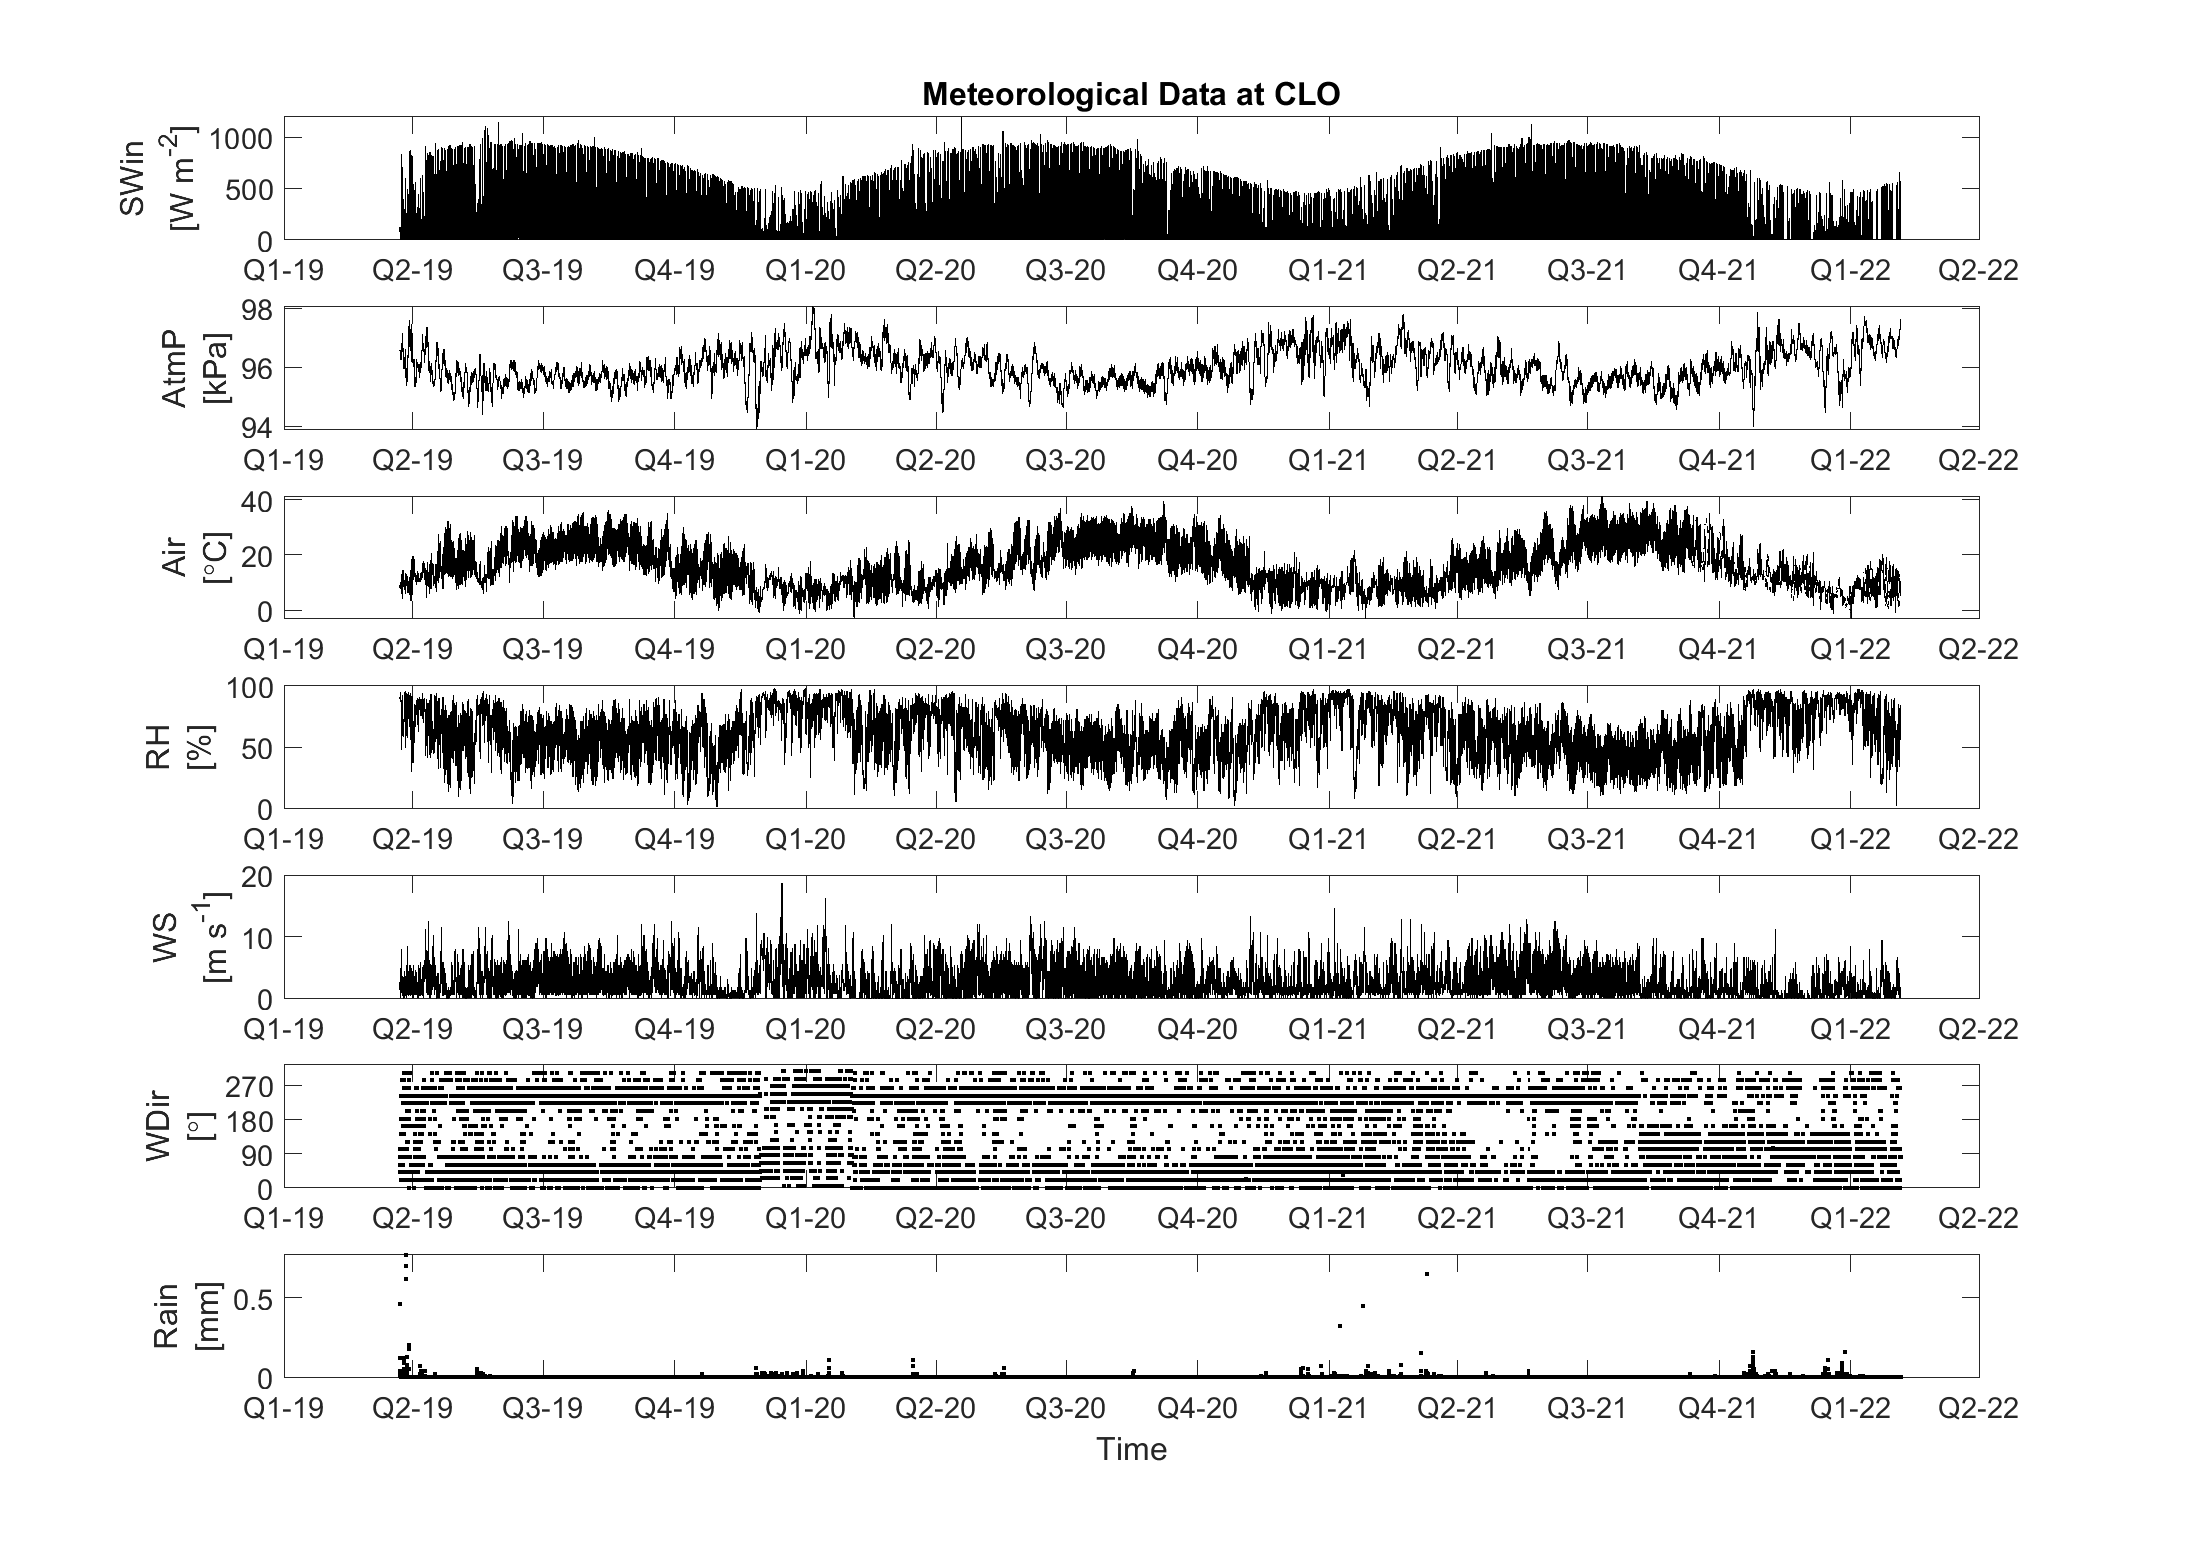 Meteorological Data at CLO
SWin
[W m-2]
1000
500
0
Q1-19 Q2-19 Q3-19 Q4-19 Q1-20 Q2-20 Q3-20 Q4-20 Q1-21 Q2-21 Q3-21 Q4-21 Q1-22 Q2-22
AtmP
[kPa]
98
96
94
Q1-19 Q2-19 Q3-19 Q4-19 Q1-20 Q2-20 Q3-20 Q4-20 Q1-21 Q2-21 Q3-21 Q4-21 Q1-22 Q2-22
Air
[°C]
40
20
0
Q1-19 Q2-19 Q3-19 Q4-19 Q1-20 Q2-20 Q3-20 Q4-20 Q1-21 Q2-21 Q3-21 Q4-21 Q1-22 Q2-22
RH
[%]
100
50
0
Q1-19 Q2-19 Q3-19 Q4-19 Q1-20 Q2-20 Q3-20 Q4-20 Q1-21 Q2-21 Q3-21 Q4-21 Q1-22 Q2-22
WS
[m s-1]
20
10
0
Q1-19 Q2-19 Q3-19 Q4-19 Q1-20 Q2-20 Q3-20 Q4-20 Q1-21 Q2-21 Q3-21 Q4-21 Q1-22 Q2-22
WDir
[°]
270
180
90
0
Q1-19 Q2-19 Q3-19 Q4-19 Q1-20 Q2-20 Q3-20 Q4-20 Q1-21 Q2-21 Q3-21 Q4-21 Q1-22 Q2-22
Rain
[mm]
0.5
0
Q1-19 Q2-19 Q3-19 Q4-19 Q1-20 Q2-20 Q3-20 Q4-20 Q1-21 Q2-21 Q3-21 Q4-21 Q1-22 Q2-22
Time